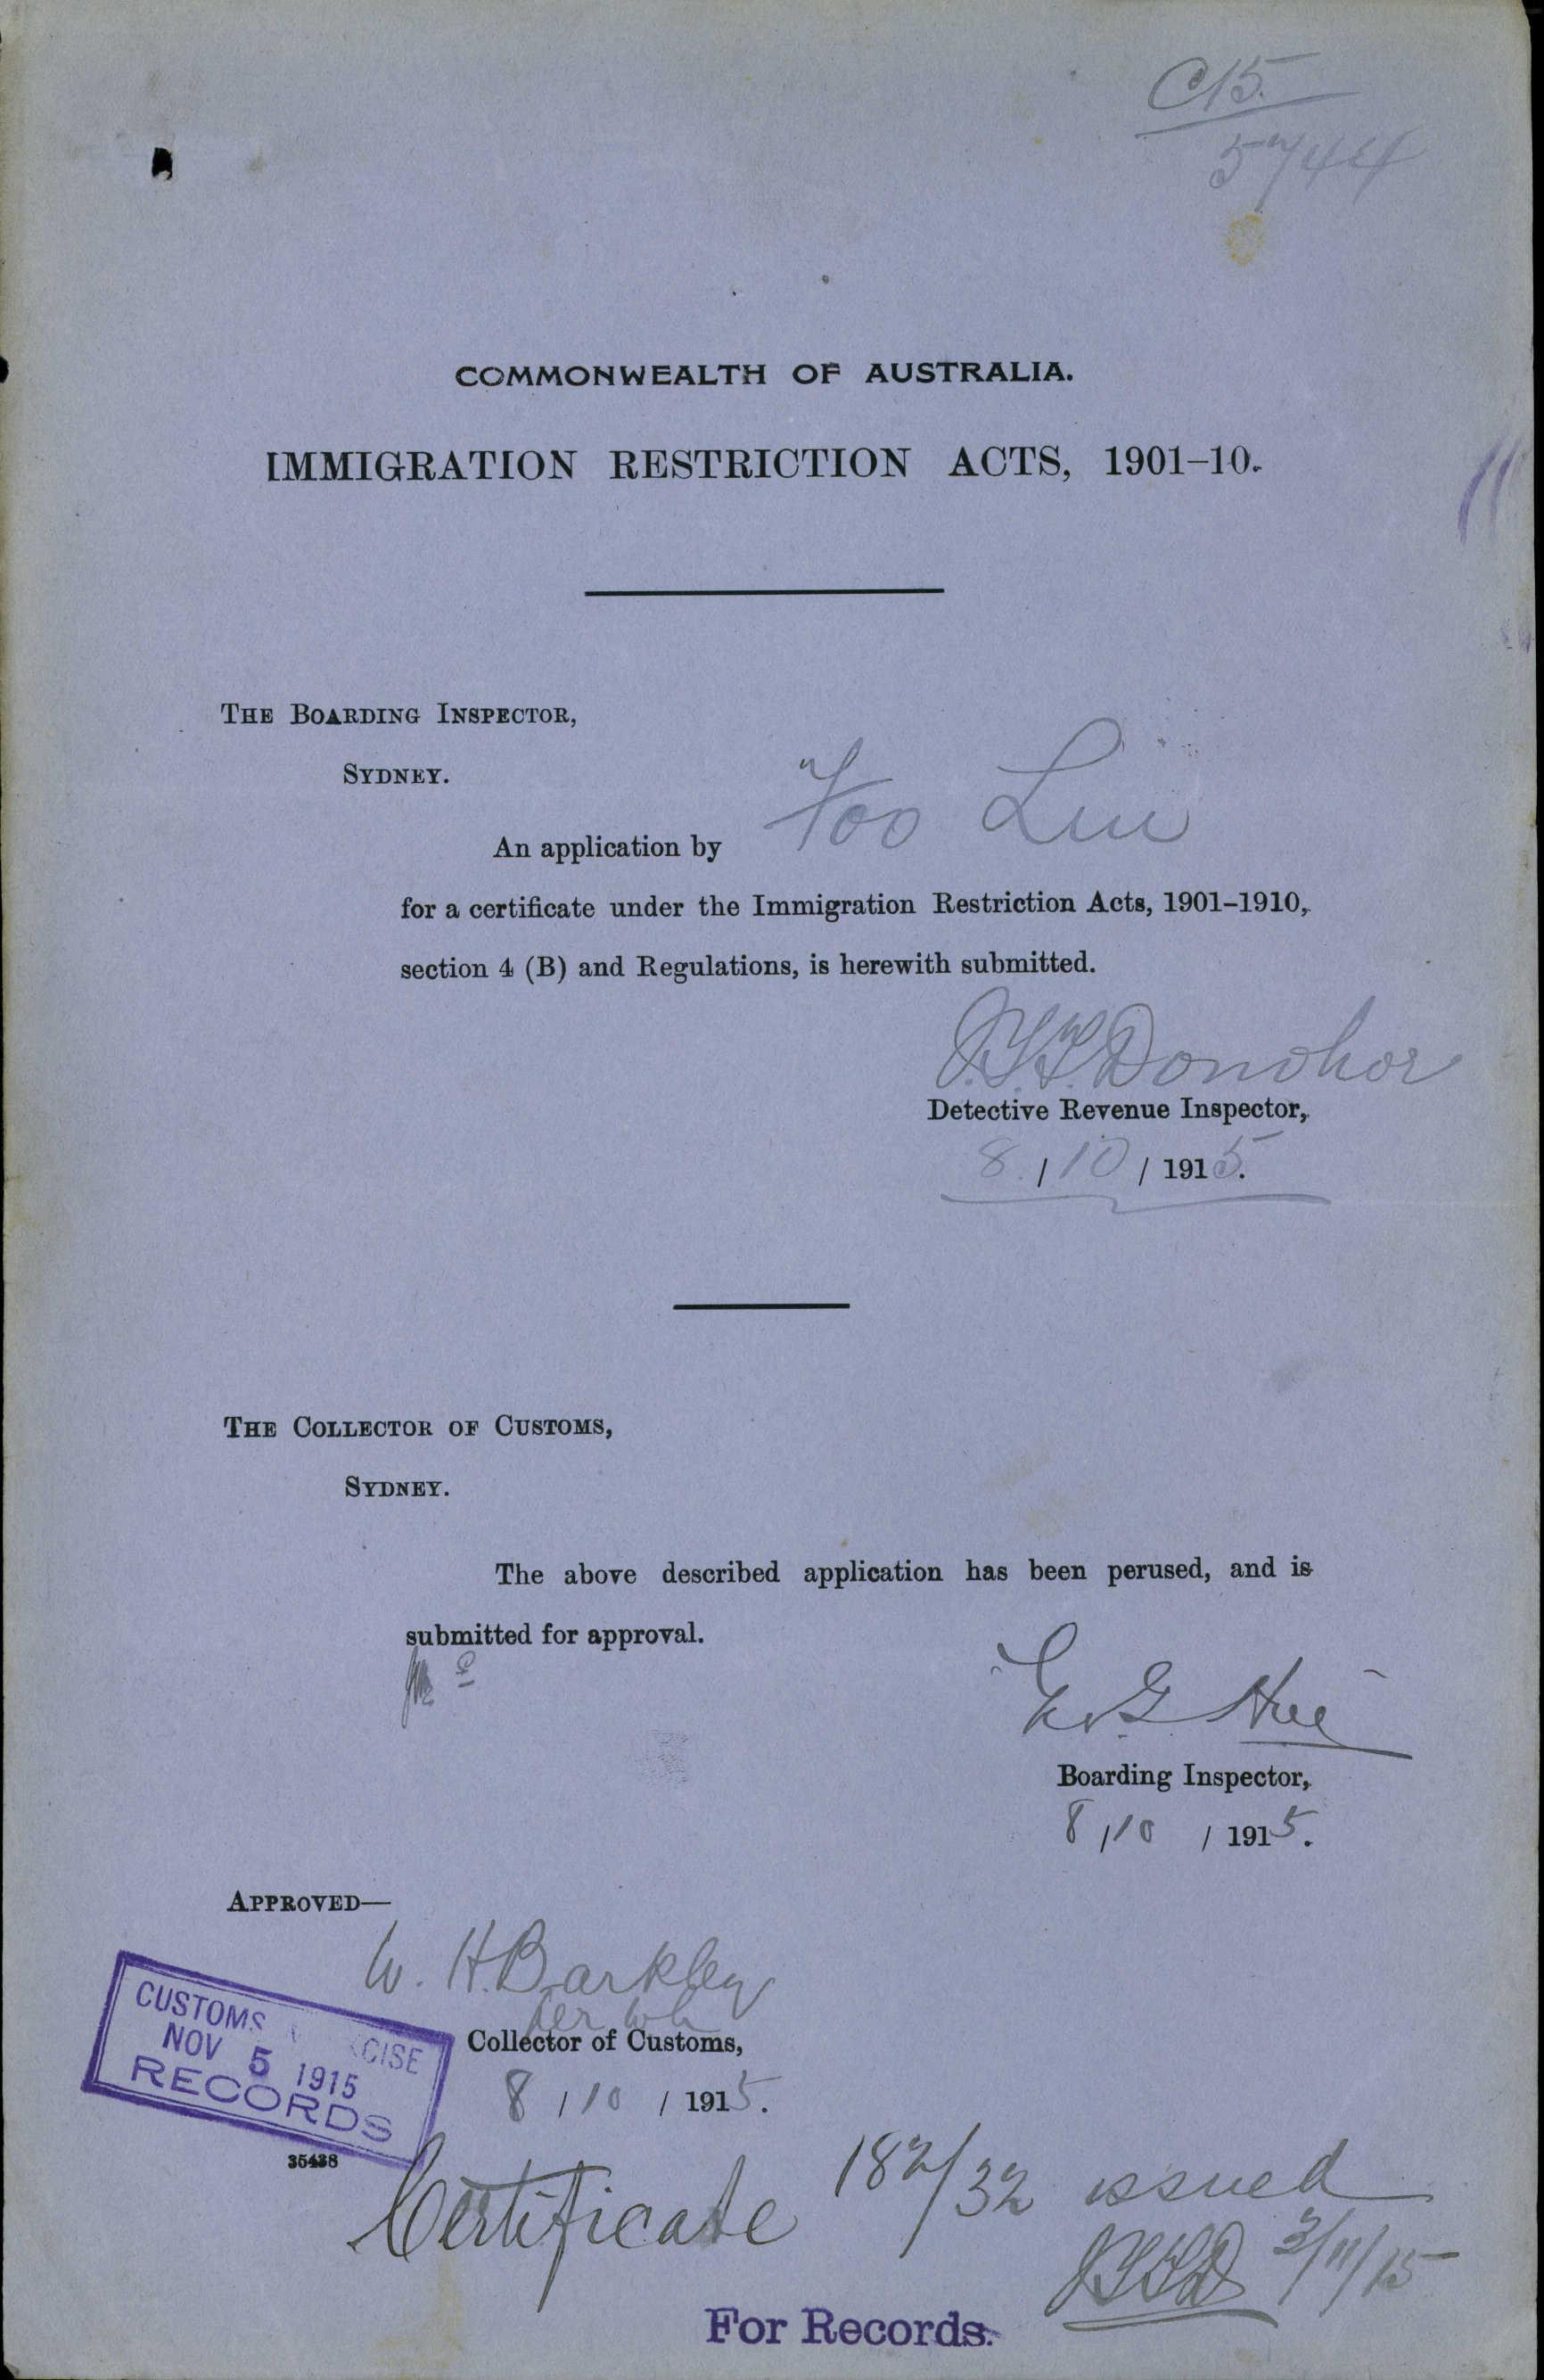 C15.
5744
COMMONWEALTH OF AUSTRALIA.
IMMIGRATION RESTRICTION ACTS, 1901–10.
THE BOARDING INSPECTOR,
SYDNEY.
An application by Foo Lui
for a certificate under the Immigration Restriction Acts, 1901–1910,
section 4 (B) and Regulations, is herewith submitted.
Donohoe
Detective Revenue Inspector,
8 / 10 / 1915.
THE COLLECTOR OF CUSTOMS,
SYDNEY.
The above described application has been perused, and is
submitted for approval.
Boarding Inspector,
8 / 10 / 1915.
APPROVED—
W. H. Barkley
per
Collector of Customs,
8 / 10 / 1915.
CUSTOMS CISE
NOV 5 1915
RECORDS
35438
Certificate 182/32 issued
3/11/15
For Records.